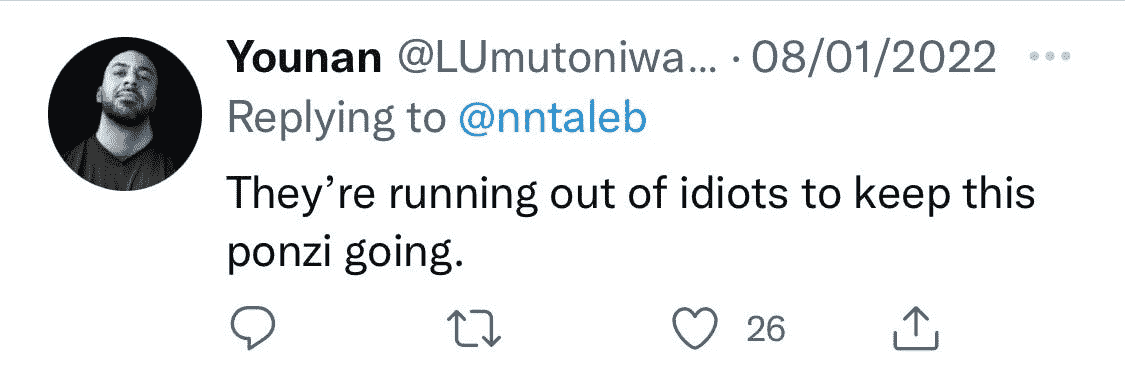 Younan @LUmutoniwa... · 08/01/2022
Replying to @nntaleb
They’re running out of idiots to keep this
ponzi going.
26